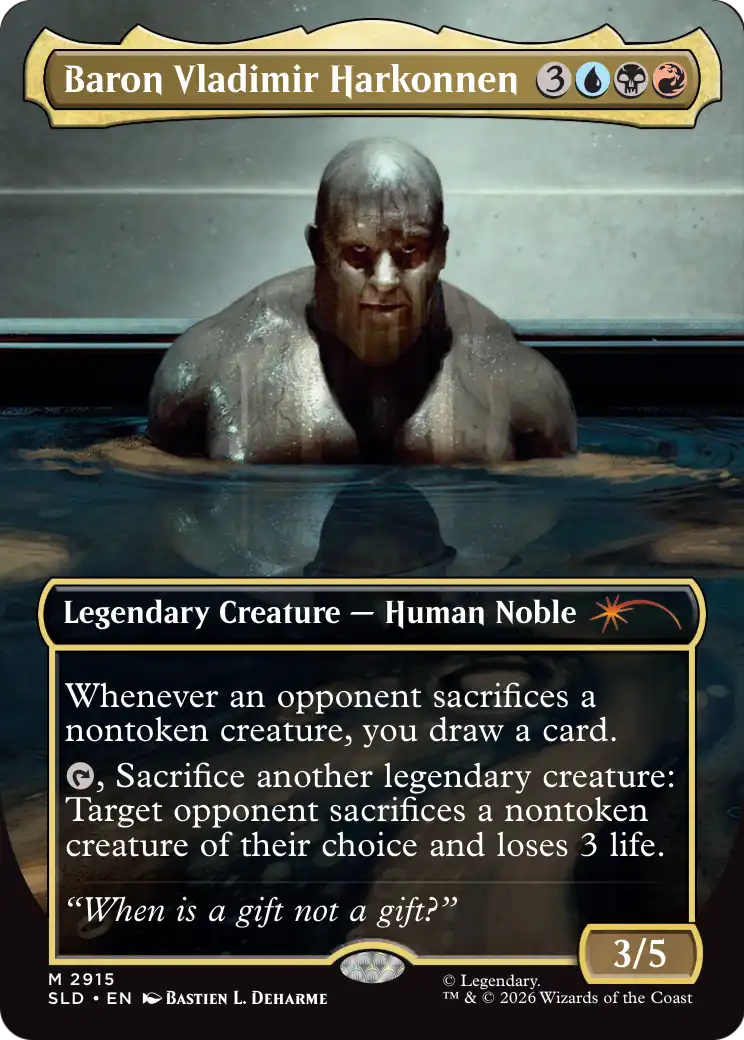 Baron Vladimir Harkonnen 3
Legendary Creature — Human Noble
Whenever an opponent sacrifices a
nontoken creature, you draw a card.
, Sacrifice another legendary creature:
Target opponent sacrifices a nontoken
creature of their choice and loses 3 life.
“When is a gift not a gift?”
3/5
M 2915
SLD • EN Bastien L. Deharme
© Legendary.
™ & © 2026 Wizards of the Coast